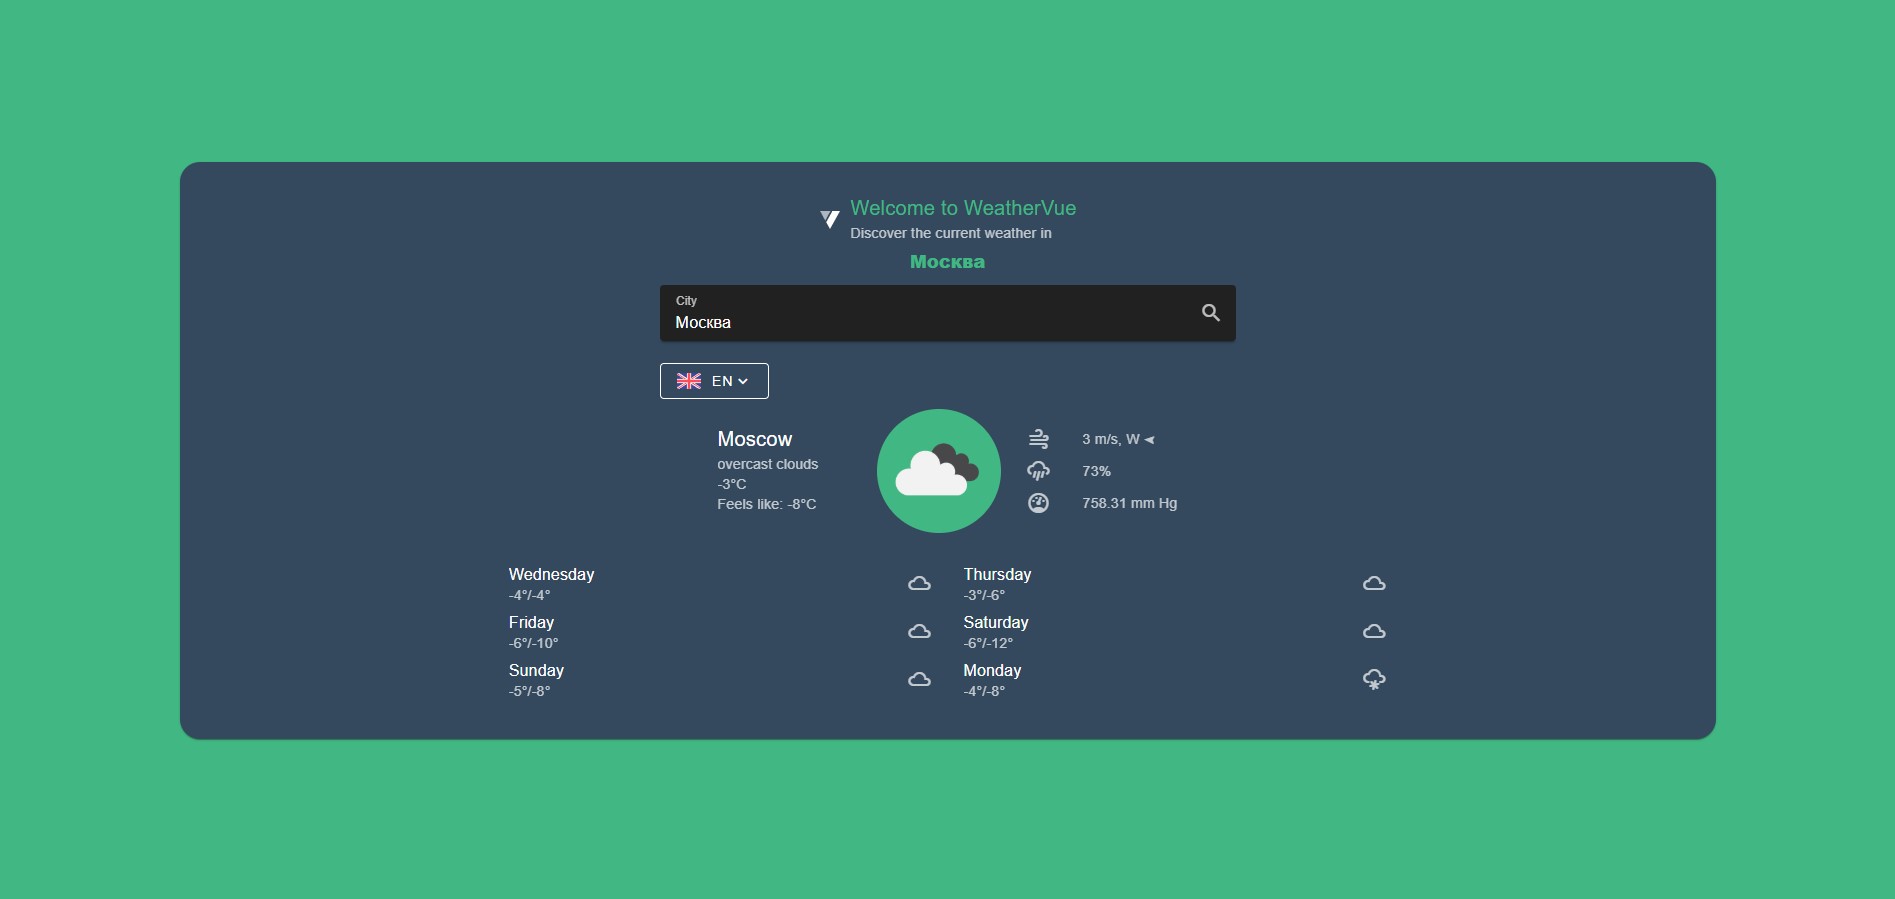 Welcome to WeatherVue
Discover the current weather in
Москва
City
Москва
EN
Moscow
overcast clouds
-3°C
Feels like: -8°C
3 m/s, W
73%
758.31 mm Hg
Wednesday
-4°/-4°
Thursday
-3°/-6°
Friday
-6°/-10°
Saturday
-6°/-12°
Sunday
-5°/-8°
Monday
-4°/-8°